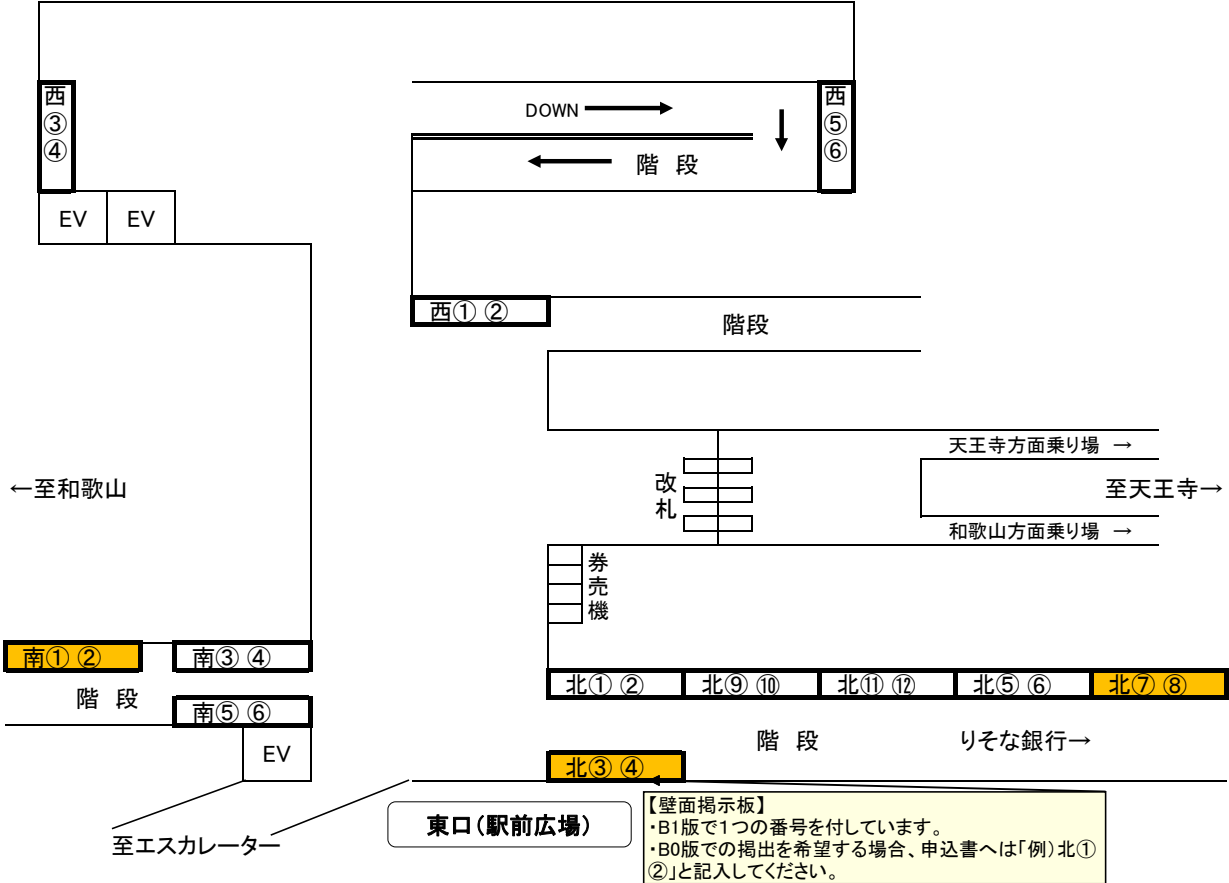 西③④
西⑤⑥
DOWN
階 段
EV
EV
西① ②
階段
天王寺方面乗り場 →
←至和歌山
改札
至天王寺→
和歌山方面乗り場 →
券売機
南① ②
南③ ④
北① ②
北⑨ ⑩
北⑪ ⑫
北⑤ ⑥
北⑦ ⑧
階 段
南⑤ ⑥
EV
階 段
りそな銀行→
北③ ④
東口(駅前広場)
至エスカレーター
【壁面掲示板】
・B1版で1つの番号を付しています。
・B0版での掲出を希望する場合、申込書へは「例)北①
②」と記入してください。